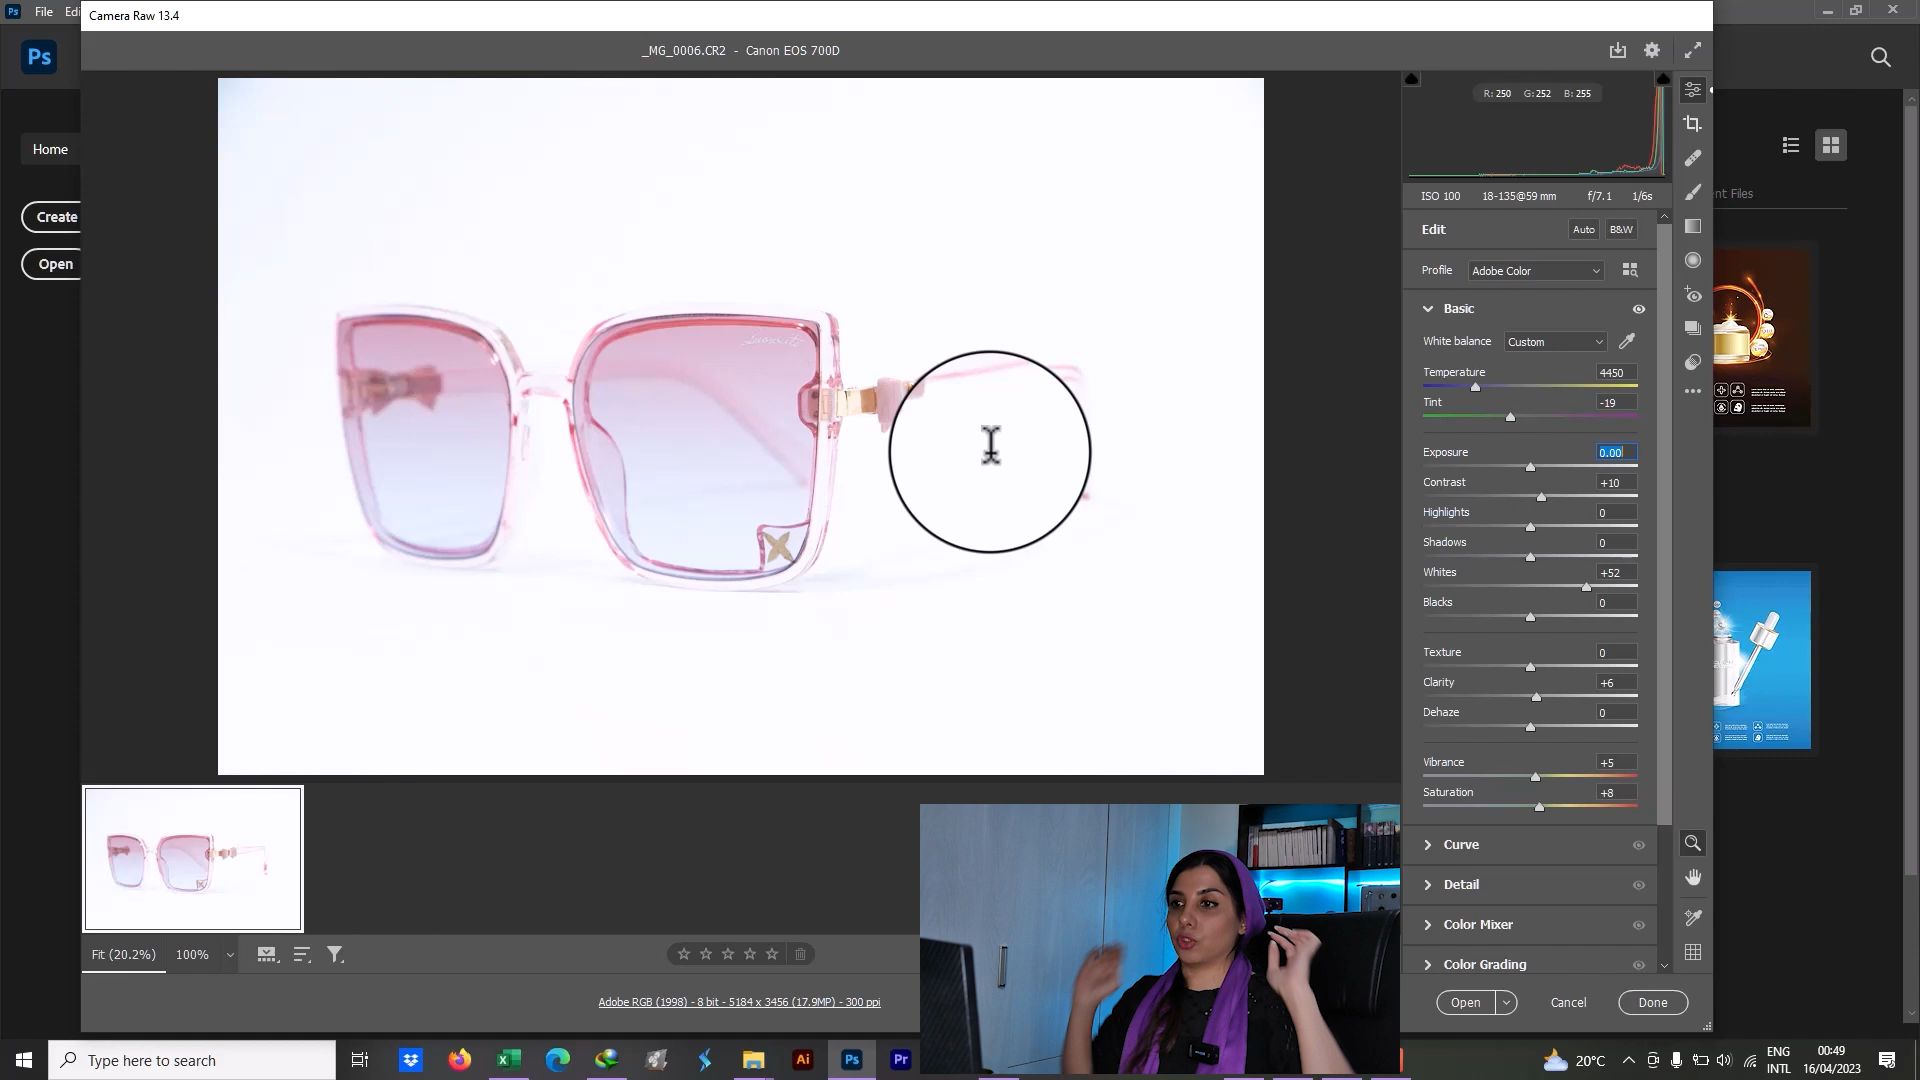 Ps File Edi
Camera Raw 13.4
_MG_0006.CR2 - Canon EOS 700D
Ps
R: 250 G: 252 B: 255
Home
ISO 100 18-135@59 mm f/7.1 1/6s
nt Files
Create
Edit Auto B&W
Open
Profile Adobe Color
Basic
White balance Custom
Temperature 4450
Tint -19
Exposure 0.00
Contrast +10
Highlights 0
Shadows 0
Whites +52
Blacks 0
Texture 0
Clarity +6
Dehaze 0
Vibrance +5
Saturation +8
Curve
Detail
Color Mixer
Color Grading
Fit (20.2%) 100%
Adobe RGB (1998) - 8 bit - 5184 x 3456 (17.9MP) - 300 ppi
Open Cancel Done
Type here to search
Ai Ps Pr
20°C
ENG
INTL
00:49
16/04/2023